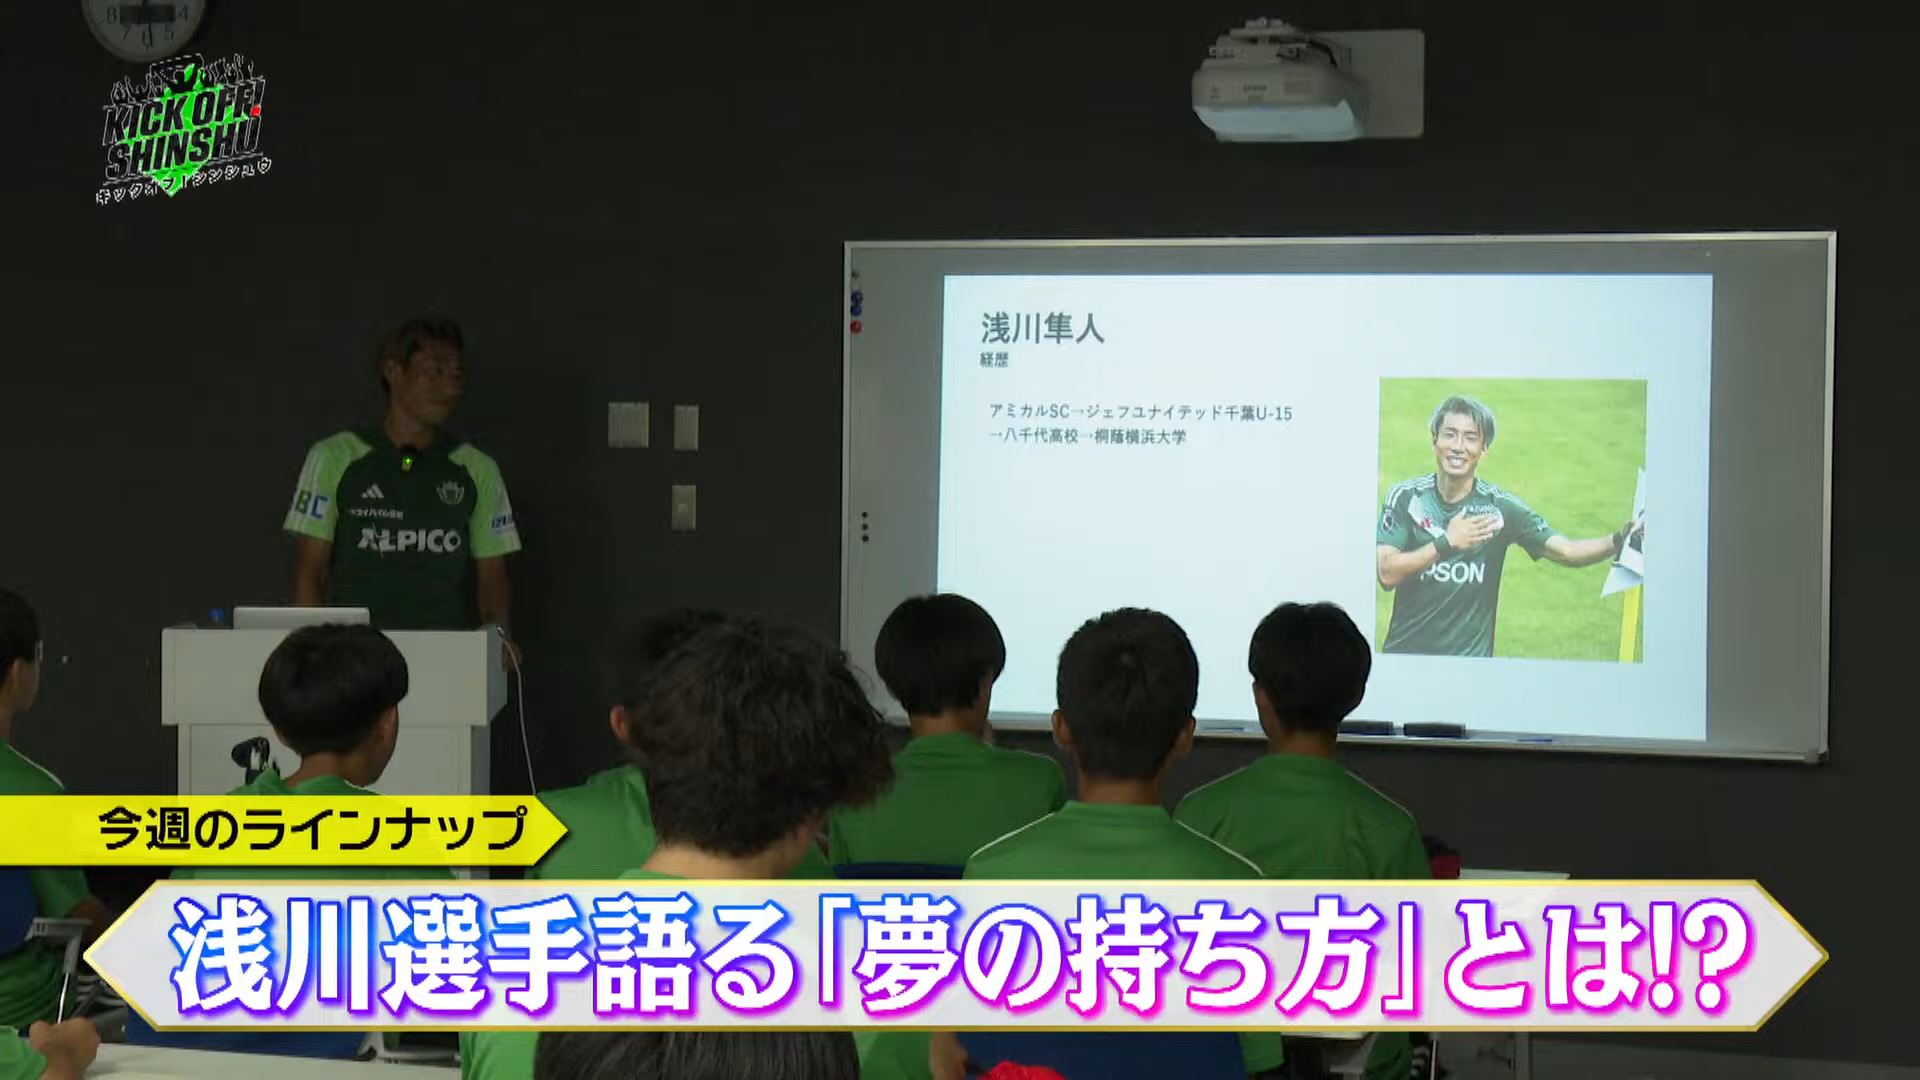 KICK OFF!
SHINSHU
キックオフ!シンシュウ
浅川隼人
経歴
アミカルSC→ジェフユナイテッド千葉U-15
→八千代高校→桐蔭横浜大学
BC
ALPICO
PSON
今週のラインナップ
浅川選手語る「夢の持ち方」とは!?